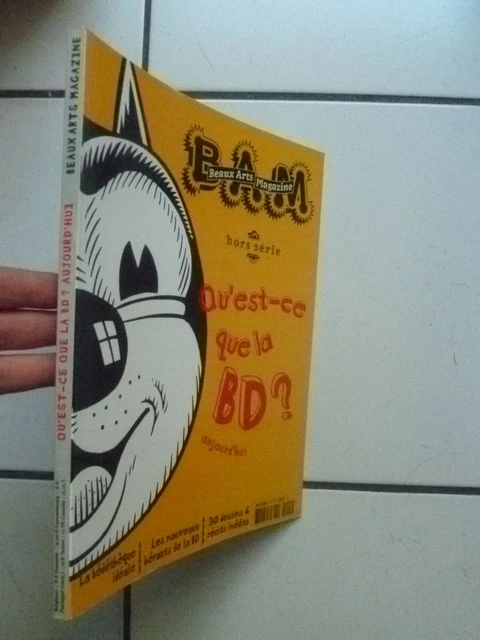 BEAUX ARTS MAGAZINE
QU'EST-CE QUE LA BD? AUJOURD'HUI
BAM
Beaux Arts Magazine
hors série
Qu'est-ce
que la
BD?
aujourd'hui
La bédéthèque
idéale
Les nouveaux
hérauts de la BD
30 dessins &
récits inédits